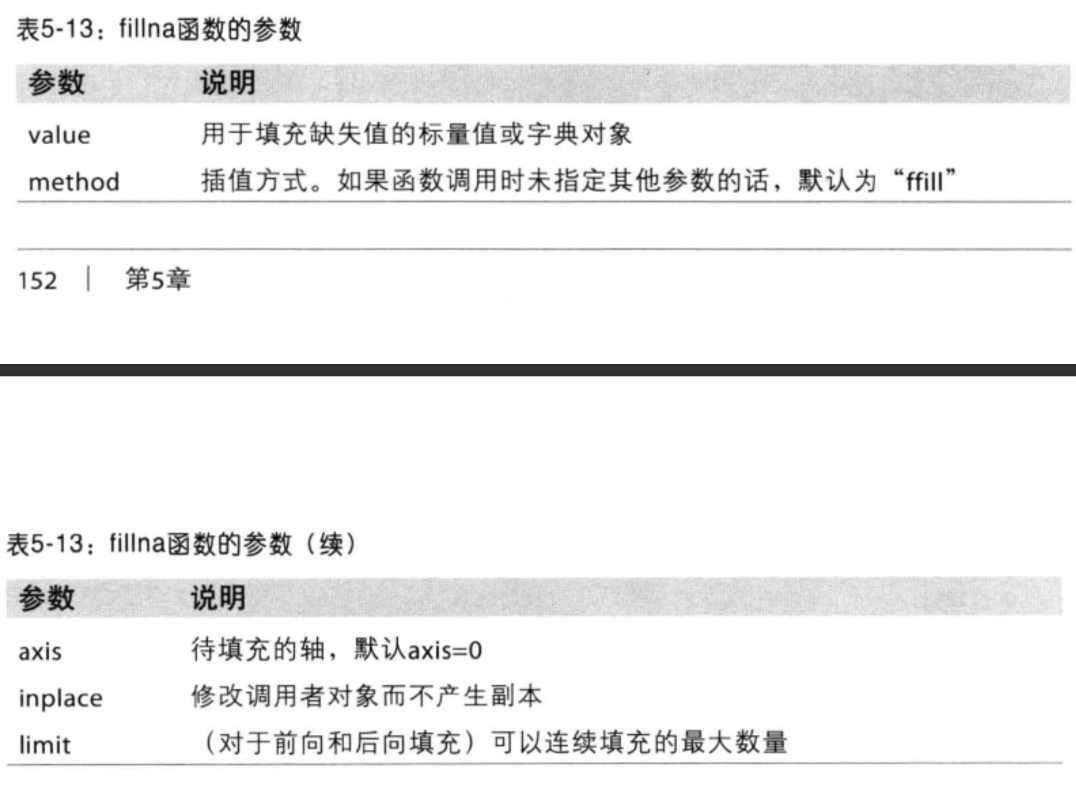 表5-13：fillna函数的参数
参数 说明
value 用于填充缺失值的标量值或字典对象
method 插值方式。如果函数调用时未指定其他参数的话，默认为“ffill”
152 | 第5章
表5-13：fillna函数的参数（续）
参数 说明
axis 待填充的轴，默认axis=0
inplace 修改调用者对象而不产生副本
limit （对于前向和后向填充）可以连续填充的最大数量